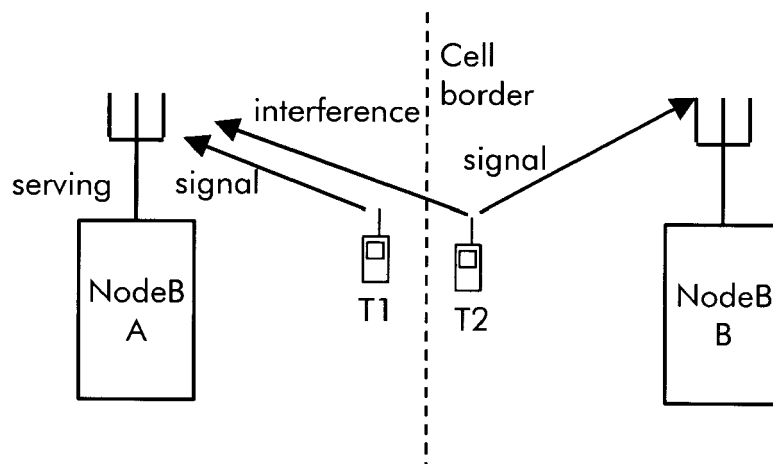 Cell
border
interference
signal
serving
signal
NodeB
A
T1
T2
NodeB
B